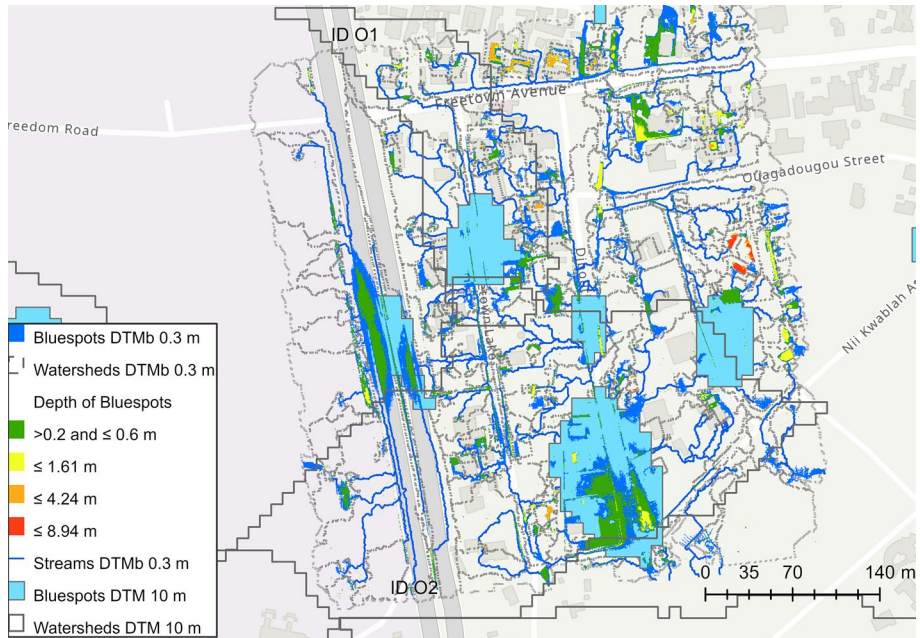 ID O1
Freetown Avenue
reedom Road
Ouagadougou Street
Nil Kwablah A
Bluespots DTMb 0.3 m
Watersheds DTMb 0.3 m
Depth of Bluespots
>0.2 and ≤ 0.6 m
≤ 1.61 m
≤ 4.24 m
≤ 8.94 m
Streams DTMb 0.3 m
Bluespots DTM 10 m
Watersheds DTM 10 m
ID O2
0 35 70 140 m